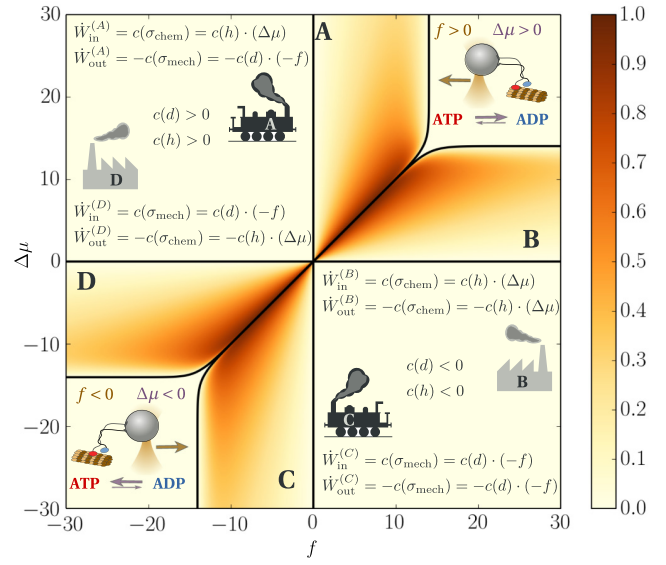 A
Ẇ_in^(A) = c(σ_chem) = c(h) · (Δμ)
Ẇ_out^(A) = −c(σ_mech) = −c(d) · (−f)
c(d) > 0
c(h) > 0
A
D
Ẇ_in^(D) = c(σ_mech) = c(d) · (−f)
Ẇ_out^(D) = −c(σ_chem) = −c(h) · (Δμ)
f > 0 Δμ > 0
ATP ADP
B
D
f < 0 Δμ < 0
ATP ADP
C
Ẇ_in^(B) = c(σ_chem) = c(h) · (Δμ)
Ẇ_out^(B) = −c(σ_chem) = −c(h) · (Δμ)
c(d) < 0
c(h) < 0
B
C
Ẇ_in^(C) = c(σ_mech) = c(d) · (−f)
Ẇ_out^(C) = −c(σ_mech) = −c(d) · (−f)
30
20
10
0
−10
−20
−30
Δμ
−30 −20 −10 0 10 20 30
f
1.0
0.9
0.8
0.7
0.6
0.5
0.4
0.3
0.2
0.1
0.0